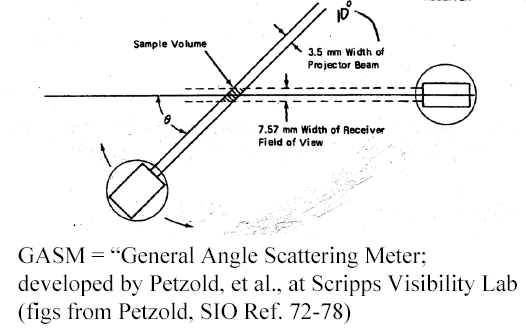 10°
Sample Volume
3.5 mm Width of
Projector Beam
θ
7.57 mm Width of Receiver
Field of View
GASM = “General Angle Scattering Meter;
developed by Petzold, et al., at Scripps Visibility Lab
(figs from Petzold, SIO Ref. 72-78)